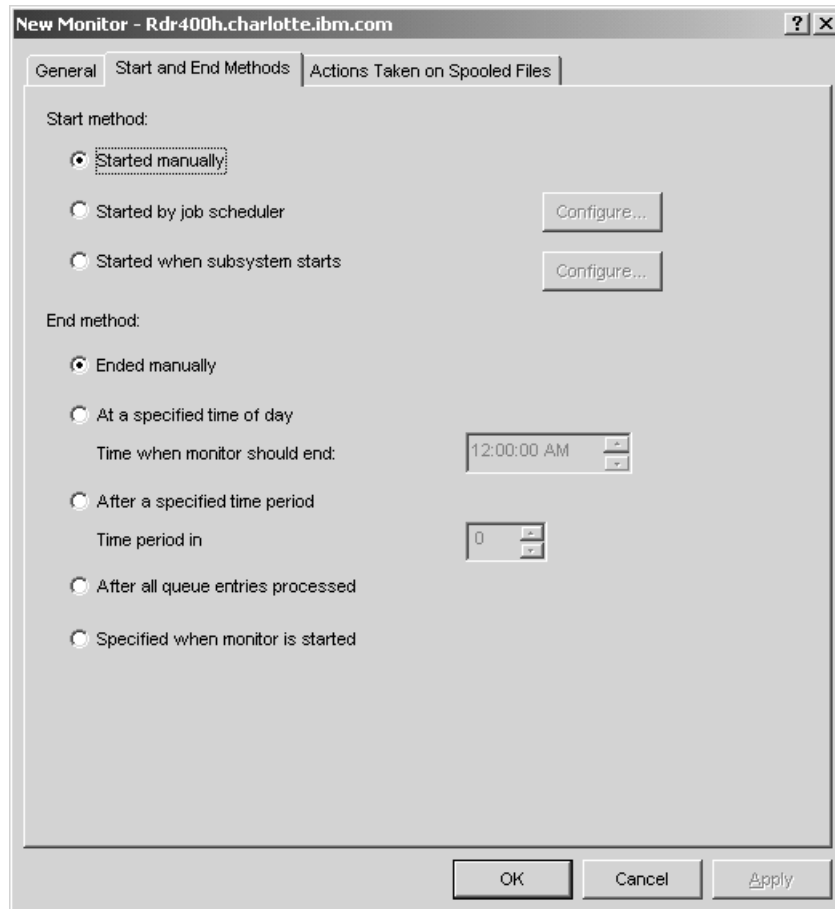 New Monitor - Rdr400h.charlotte.ibm.com
General
Start and End Methods
Actions Taken on Spooled Files
Start method:
Started manually
Started by job scheduler
Configure...
Started when subsystem starts
Configure...
End method:
Ended manually
At a specified time of day
Time when monitor should end:
12:00:00 AM
After a specified time period
Time period in
0
After all queue entries processed
Specified when monitor is started
OK
Cancel
Apply